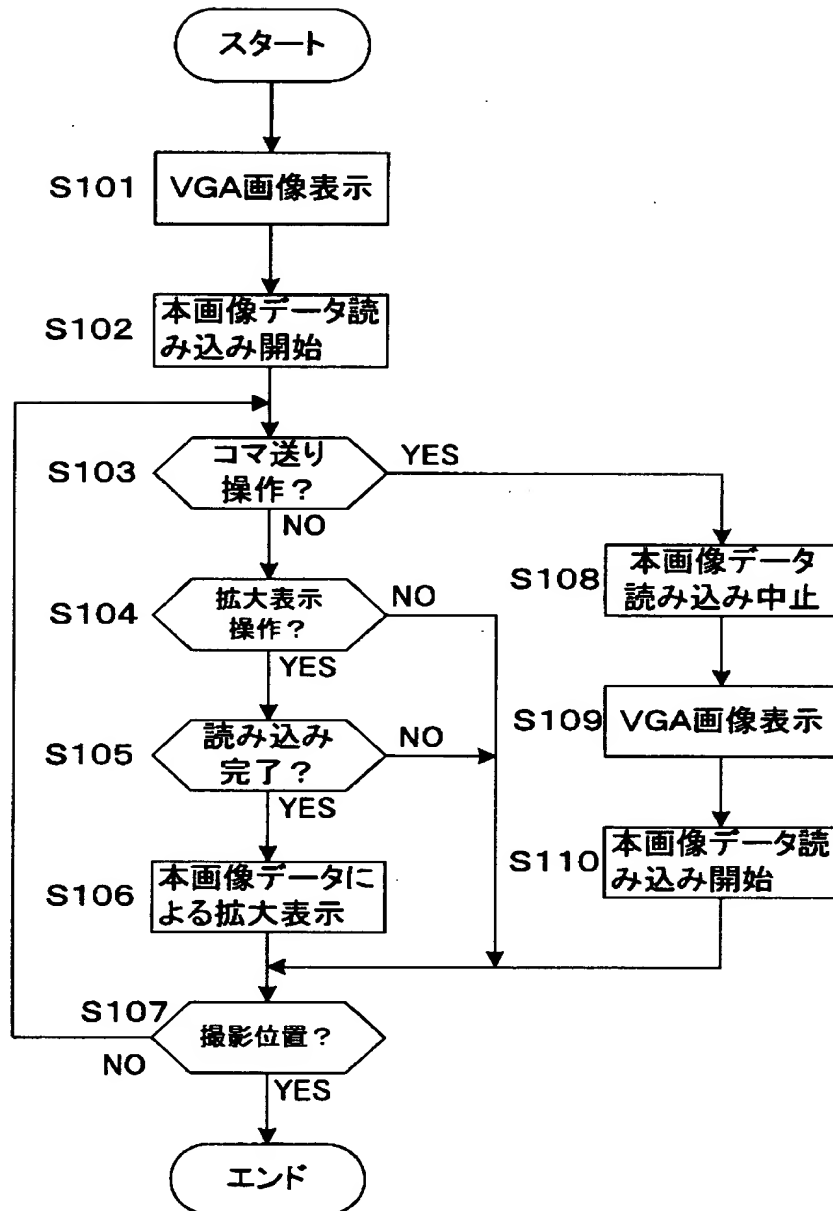 スタート
S101
VGA画像表示
S102
本画像データ読
み込み開始
S103
コマ送り
操作？
YES
NO
S104
拡大表示
操作？
NO
YES
S105
読み込み
完了？
NO
YES
S106
本画像データに
よる拡大表示
S108
本画像データ
読み込み中止
S109
VGA画像表示
S110
本画像データ読
み込み開始
S107
撮影位置？
NO
YES
エンド